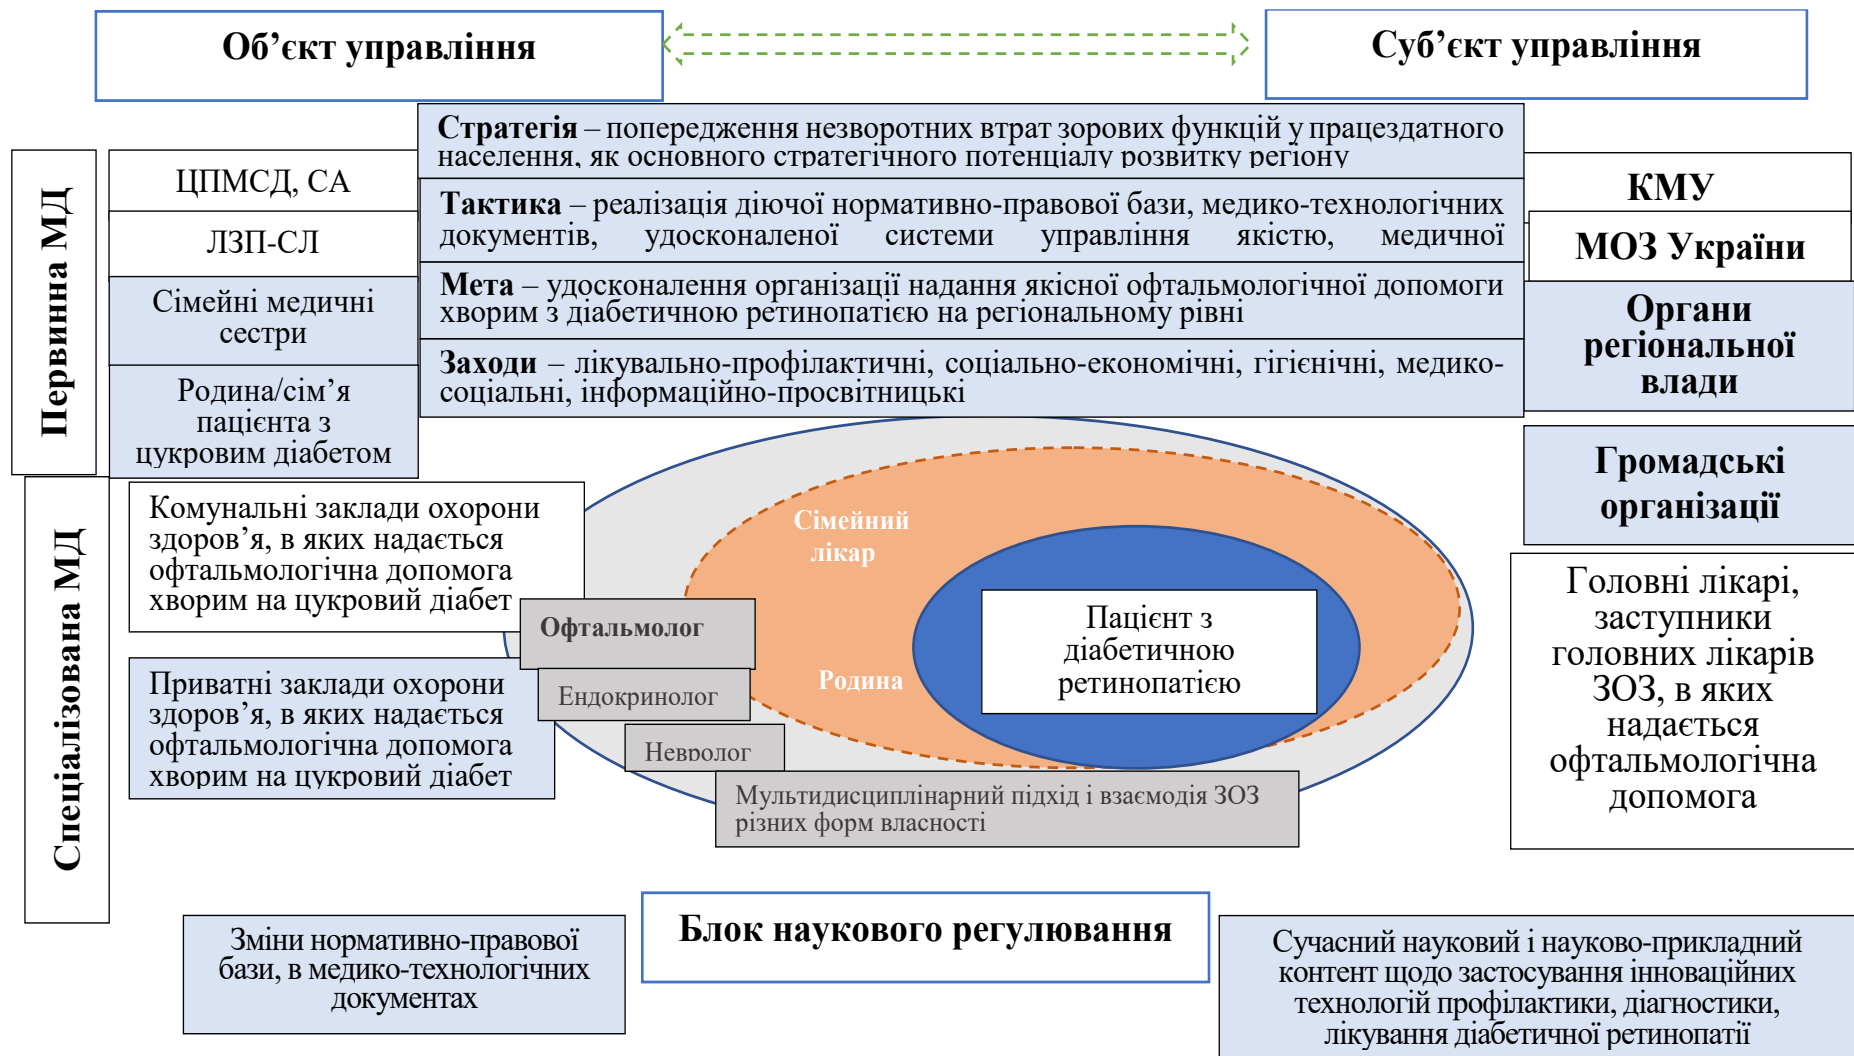 Об’єкт управління
Суб’єкт управління
Стратегія – попередження незворотних втрат зорових функцій у працездатного
населення, як основного стратегічного потенціалу розвитку регіону
Тактика – реалізація діючої нормативно-правової бази, медико-технологічних
документів, удосконаленої системи управління якістю, медичної
Мета – удосконалення організації надання якісної офтальмологічної допомоги
хворим з діабетичною ретинопатією на регіональному рівні
Заходи – лікувально-профілактичні, соціально-економічні, гігієнічні, медико-
соціальні, інформаційно-просвітницькі
Первинна МД
ЦПМСД, СА
ЛЗП-СЛ
Сімейні медичні
сестри
Родина/сім’я
пацієнта з
цукровим діабетом
Спеціалізована МД
Комунальні заклади охорони
здоров’я, в яких надається
офтальмологічна допомога
хворим на цукровий діабет
Приватні заклади охорони
здоров’я, в яких надається
офтальмологічна допомога
хворим на цукровий діабет
Сімейний
лікар
Родина
Пацієнт з
діабетичною
ретинопатією
Офтальмолог
Ендокринолог
Невролог
Мультидисциплінарний підхід і взаємодія ЗОЗ
різних форм власності
КМУ
МОЗ України
Органи
регіональної
влади
Громадські
організації
Головні лікарі,
заступники
головних лікарів
ЗОЗ, в яких
надається
офтальмологічна
допомога
Зміни нормативно-правової
бази, в медико-технологічних
документах
Блок наукового регулювання
Сучасний науковий і науково-прикладний
контент щодо застосування інноваційних
технологій профілактики, діагностики,
лікування діабетичної ретинопатії